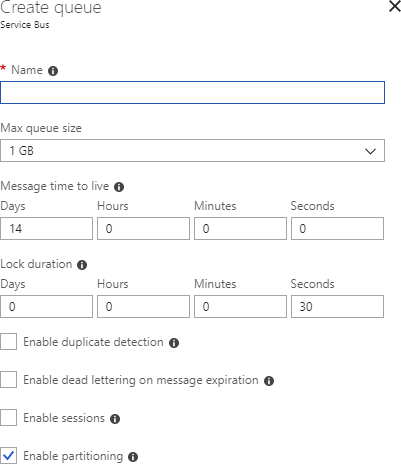 Create queue
Service Bus
* Name
Max queue size
1 GB
Message time to live
Days Hours Minutes Seconds
14 0 0 0
Lock duration
Days Hours Minutes Seconds
0 0 0 30
Enable duplicate detection
Enable dead lettering on message expiration
Enable sessions
Enable partitioning